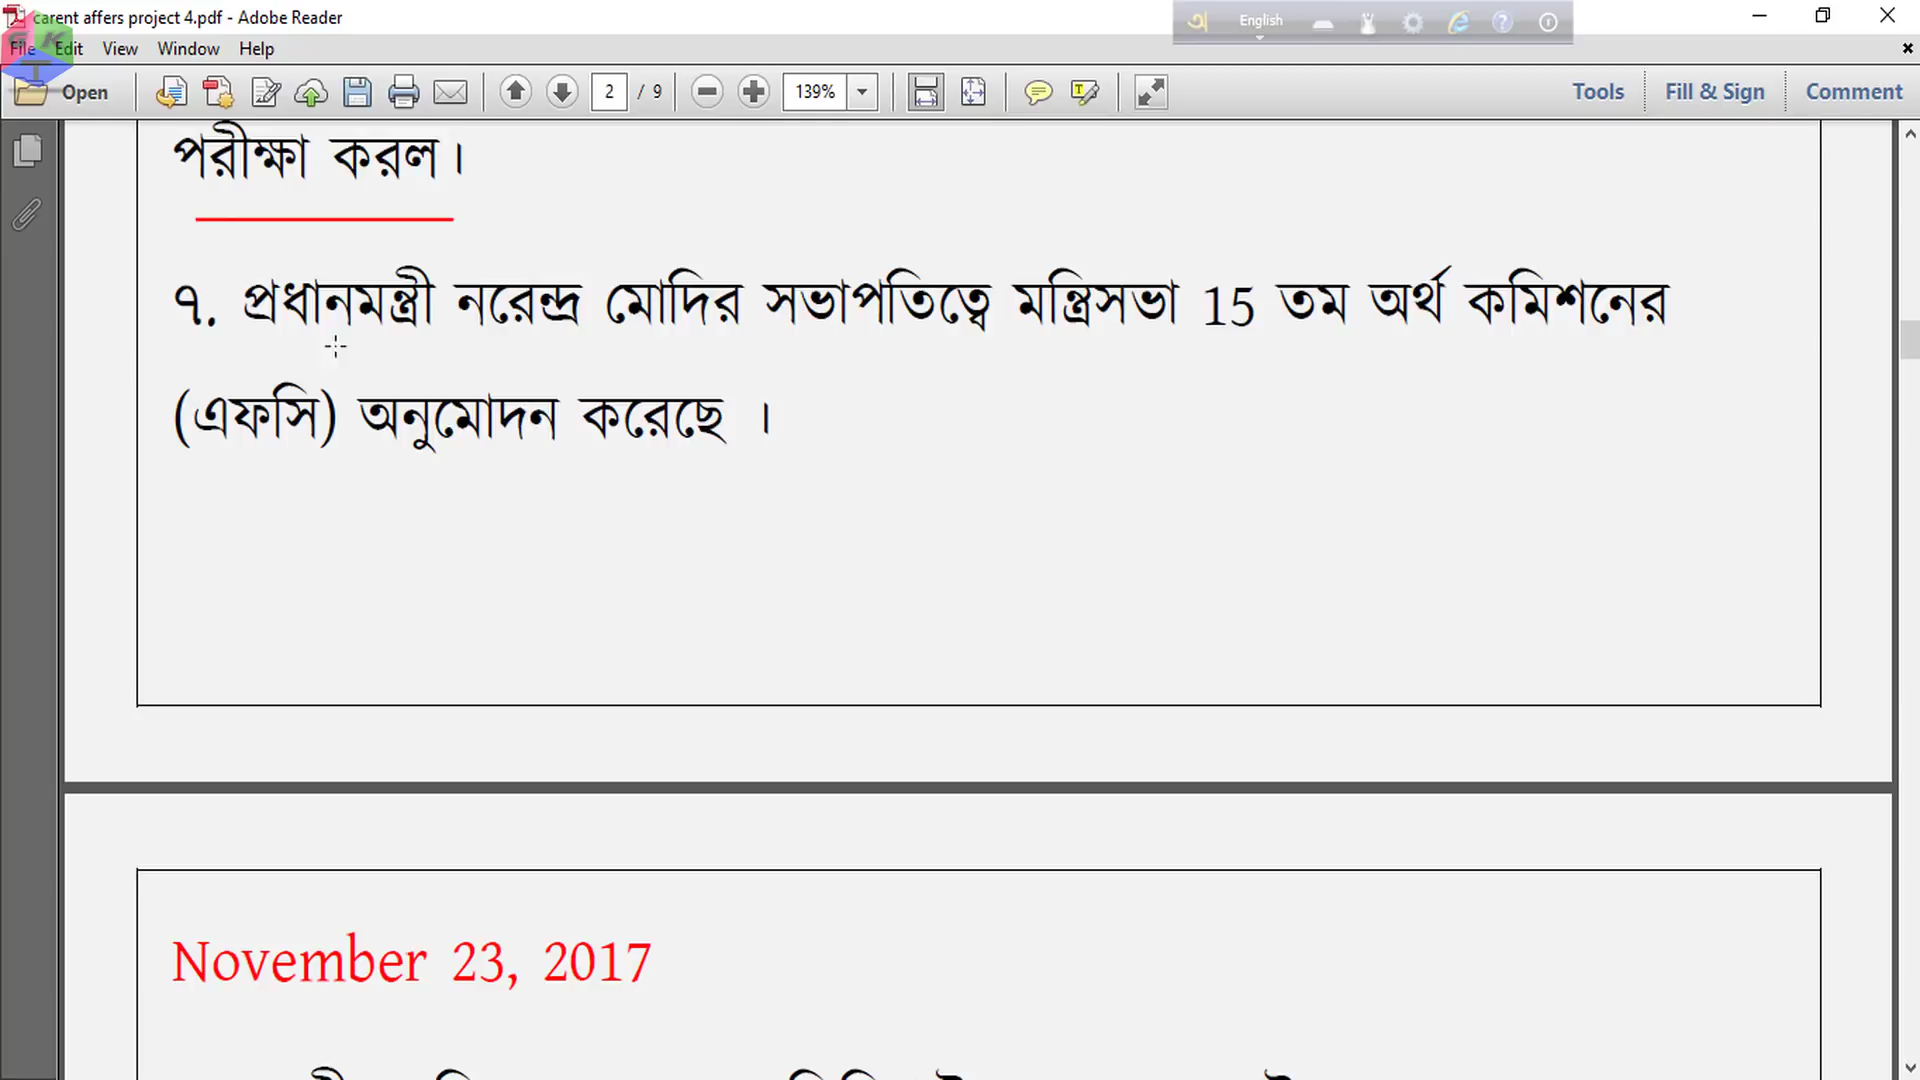 carent affers project 4.pdf - Adobe Reader
English
File Edit View Window Help
Open 2 / 9 139% Tools Fill & Sign Comment
পরীক্ষা করল।
৭. প্রধানমন্ত্রী নরেন্দ্র মোদির সভাপতিত্বে মন্ত্রিসভা 15 তম অর্থ কমিশনের
(এফসি) অনুমোদন করেছে ।
November 23, 2017